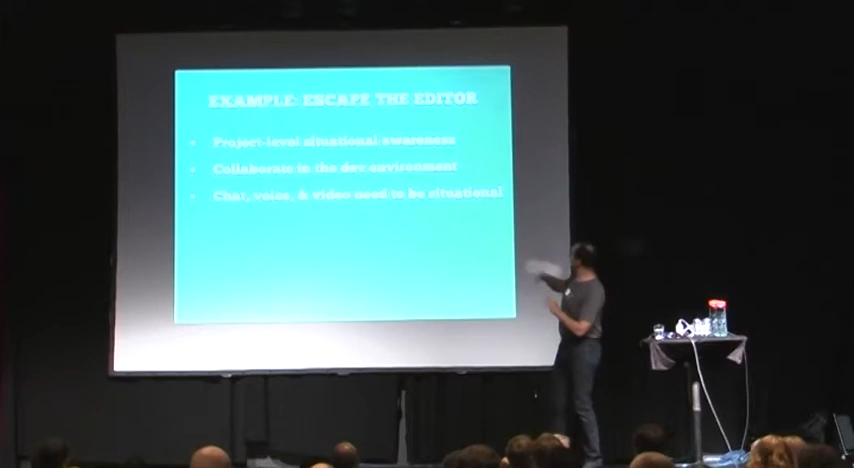 EXAMPLE: ESCAPE THE EDITOR
Project-level situational awareness
Collaborate in the dev environment
Chat, voice, & video need to be situational